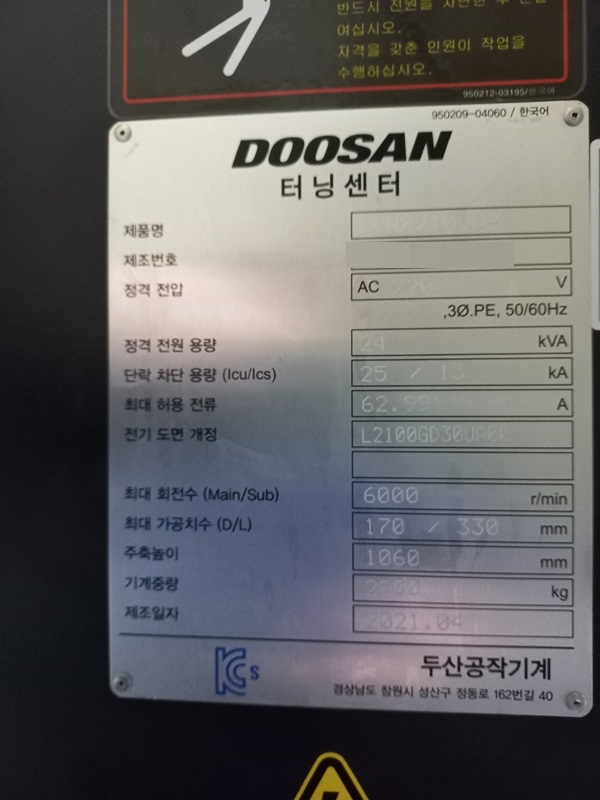 반드시 전원을 차단한 후
여십시오.
자격을 갖춘 인원이 작업을
수행하십시오.
950212-03195/한국어
950209-04060 / 한국어
DOOSAN
터닝센터
제품명
제조번호
정격 전압 AC V
,3Ø.PE, 50/60Hz
정격 전원 용량 24 kVA
단락 차단 용량 (Icu/Ics) 25 / kA
최대 허용 전류 62.99 A
전기 도면 개정
최대 회전수 (Main/Sub) 6000 r/min
최대 가공치수 (D/L) 170 / 330 mm
주축높이 1060 mm
기계중량 kg
제조일자 2021.04
KCs
두산공작기계
경상남도 창원시 성산구 정동로 162번길 40